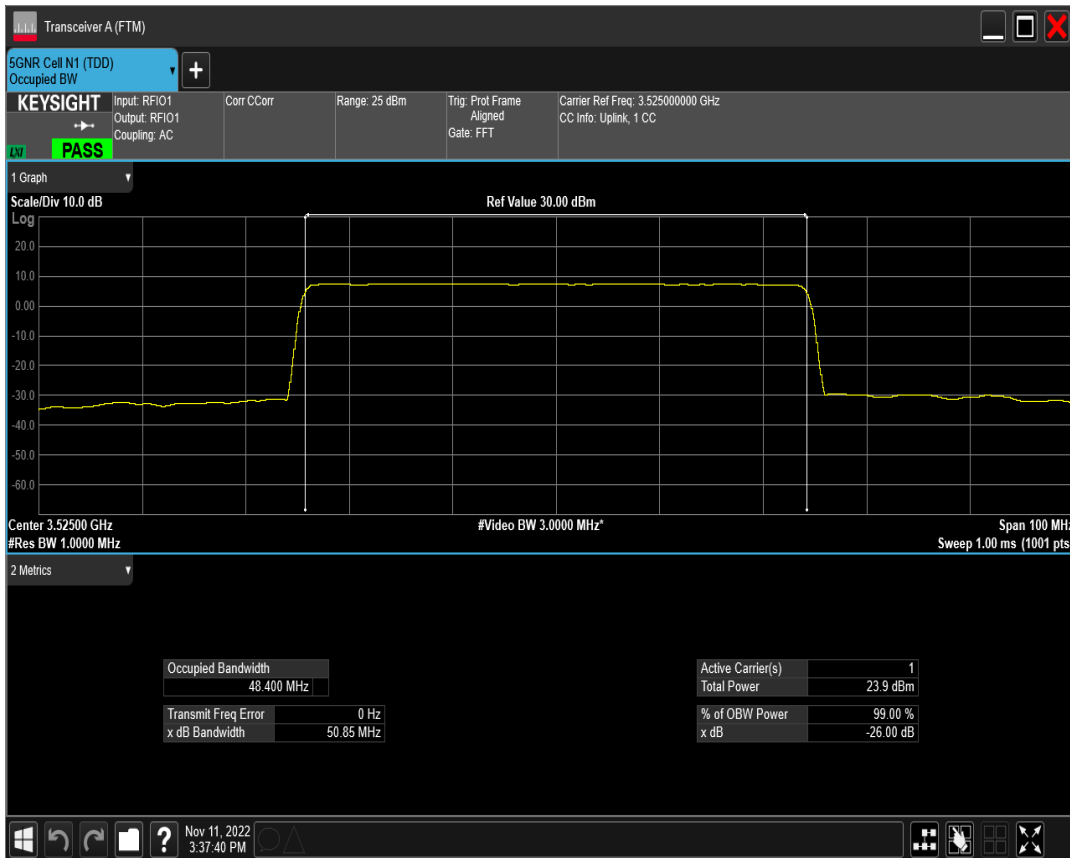 Transceiver A (FTM)
5GNR Cell N1 (TDD)
Occupied BW
+
KEYSIGHT
LXI
PASS
Input: RFIO1
Output: RFIO1
Coupling: AC
Corr CCorr
Range: 25 dBm
Trig: Prot Frame
Aligned
Gate: FFT
Carrier Ref Freq: 3.525000000 GHz
CC Info: Uplink, 1 CC
1 Graph
Scale/Div 10.0 dB
Ref Value 30.00 dBm
Log
20.0
10.0
0.00
-10.0
-20.0
-30.0
-40.0
-50.0
-60.0
Center 3.52500 GHz
#Video BW 3.0000 MHz*
Span 100 MHz
#Res BW 1.0000 MHz
Sweep 1.00 ms (1001 pts
2 Metrics
Occupied Bandwidth
48.400 MHz
Transmit Freq Error 0 Hz
x dB Bandwidth 50.85 MHz
Active Carrier(s) 1
Total Power 23.9 dBm
% of OBW Power 99.00 %
x dB -26.00 dB
?
Nov 11, 2022
3:37:40 PM